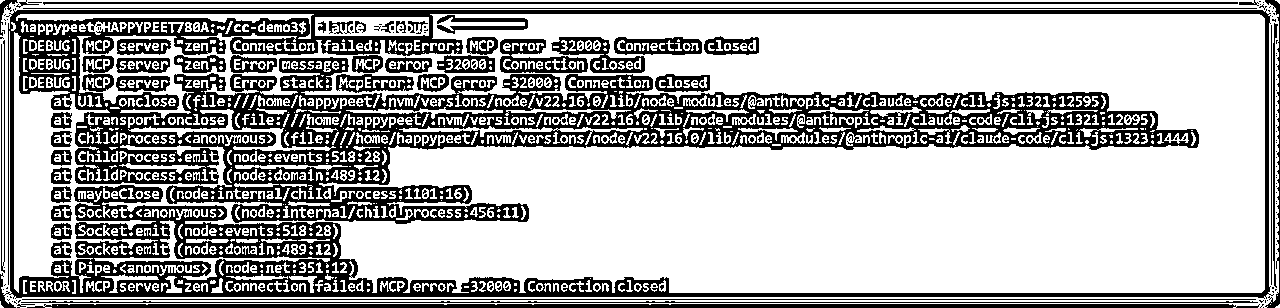 happypeet@HAPPYPEET780A:~/cc-demo3$ claude --debug
[DEBUG] MCP server "zen": Connection failed: McpError: MCP error -32000: Connection closed
[DEBUG] MCP server "zen": Error message: MCP error -32000: Connection closed
[DEBUG] MCP server "zen": Error stack: McpError: MCP error -32000: Connection closed
    at Ul1._onclose (file:///home/happypeet/.nvm/versions/node/v22.16.0/lib/node_modules/@anthropic-ai/claude-code/cli.js:1321:12595)
    at _transport.onclose (file:///home/happypeet/.nvm/versions/node/v22.16.0/lib/node_modules/@anthropic-ai/claude-code/cli.js:1321:12095)
    at ChildProcess.<anonymous> (file:///home/happypeet/.nvm/versions/node/v22.16.0/lib/node_modules/@anthropic-ai/claude-code/cli.js:1323:1444)
    at ChildProcess.emit (node:events:518:28)
    at ChildProcess.emit (node:domain:489:12)
    at maybeClose (node:internal/child_process:1101:16)
    at Socket.<anonymous> (node:internal/child_process:456:11)
    at Socket.emit (node:events:518:28)
    at Socket.emit (node:domain:489:12)
    at Pipe.<anonymous> (node:net:351:12)
[ERROR] MCP server "zen" Connection failed: MCP error -32000: Connection closed